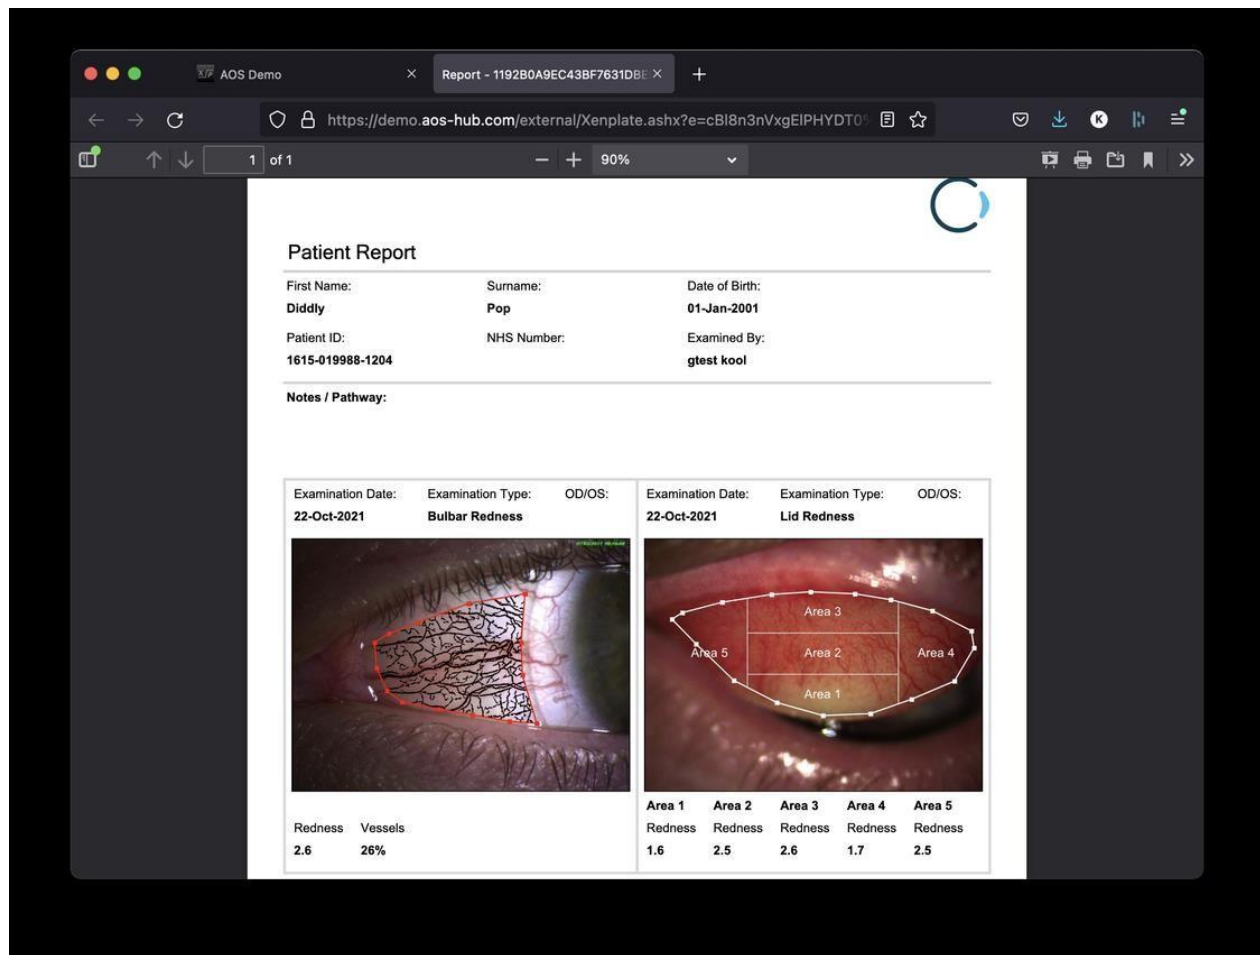 AOS Demo
Report - 1192B0A9EC43BF7631DBE
https://demo.aos-hub.com/external/Xenplate.ashx?e=
1 of 1
90%
Patient Report
First Name: Surname: Date of Birth:
Diddly Pop 01-Jan-2001
Patient ID: NHS Number: Examined By:
1615-019988-1204 gtest kool
Notes / Pathway:
Examination Date: Examination Type: OD/OS: Examination Date: Examination Type: OD/OS:
22-Oct-2021 Bulbar Redness 22-Oct-2021 Lid Redness
Area 3
Area 5 Area 2 Area 4
Area 1
Area 1 Area 2 Area 3 Area 4 Area 5
Redness Vessels Redness Redness Redness Redness Redness
2.6 26% 1.6 2.5 2.6 1.7 2.5